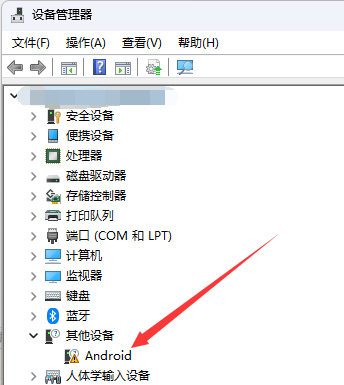 设备管理器
文件(F) 操作(A) 查看(V) 帮助(H)
安全设备
便携设备
处理器
磁盘驱动器
存储控制器
打印队列
端口 (COM 和 LPT)
计算机
监视器
键盘
蓝牙
其他设备
Android
人体学输入设备